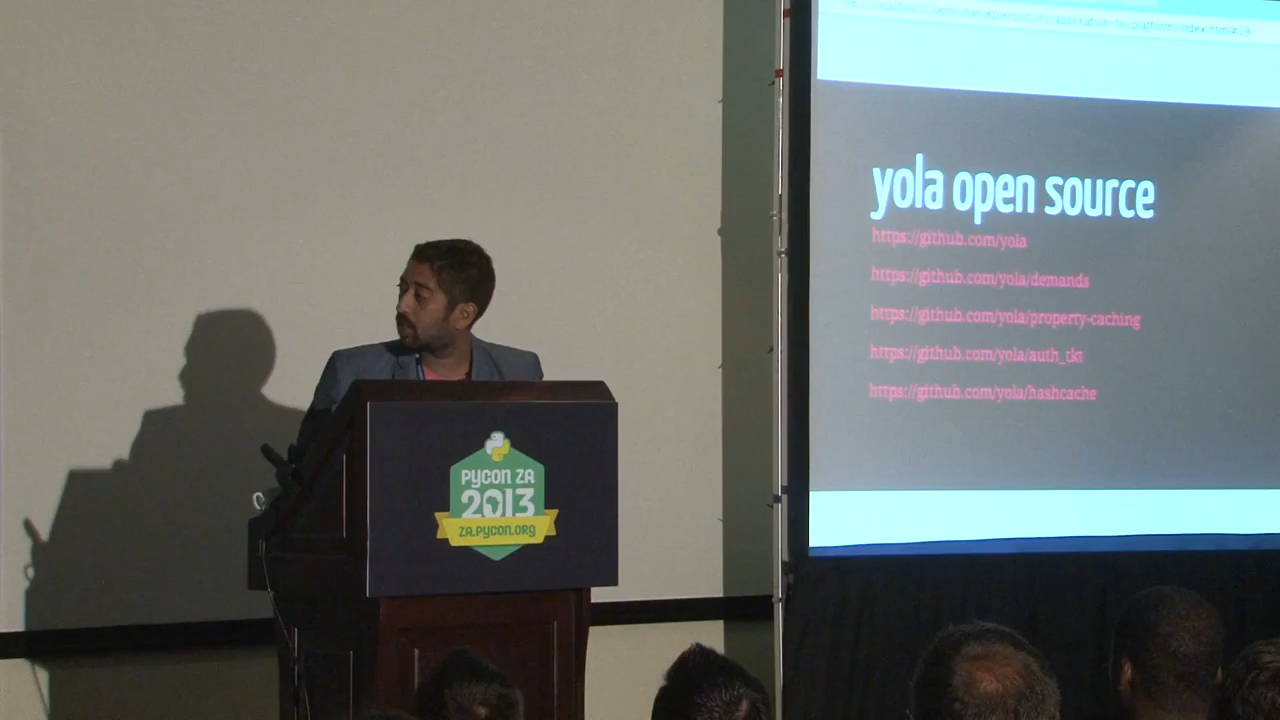 yola open source
https://github.com/yola
https://github.com/yola/demands
https://github.com/yola/property-caching
https://github.com/yola/auth_tkt
https://github.com/yola/hashcache
PYCON ZA
2013
ZA.PYCON.ORG